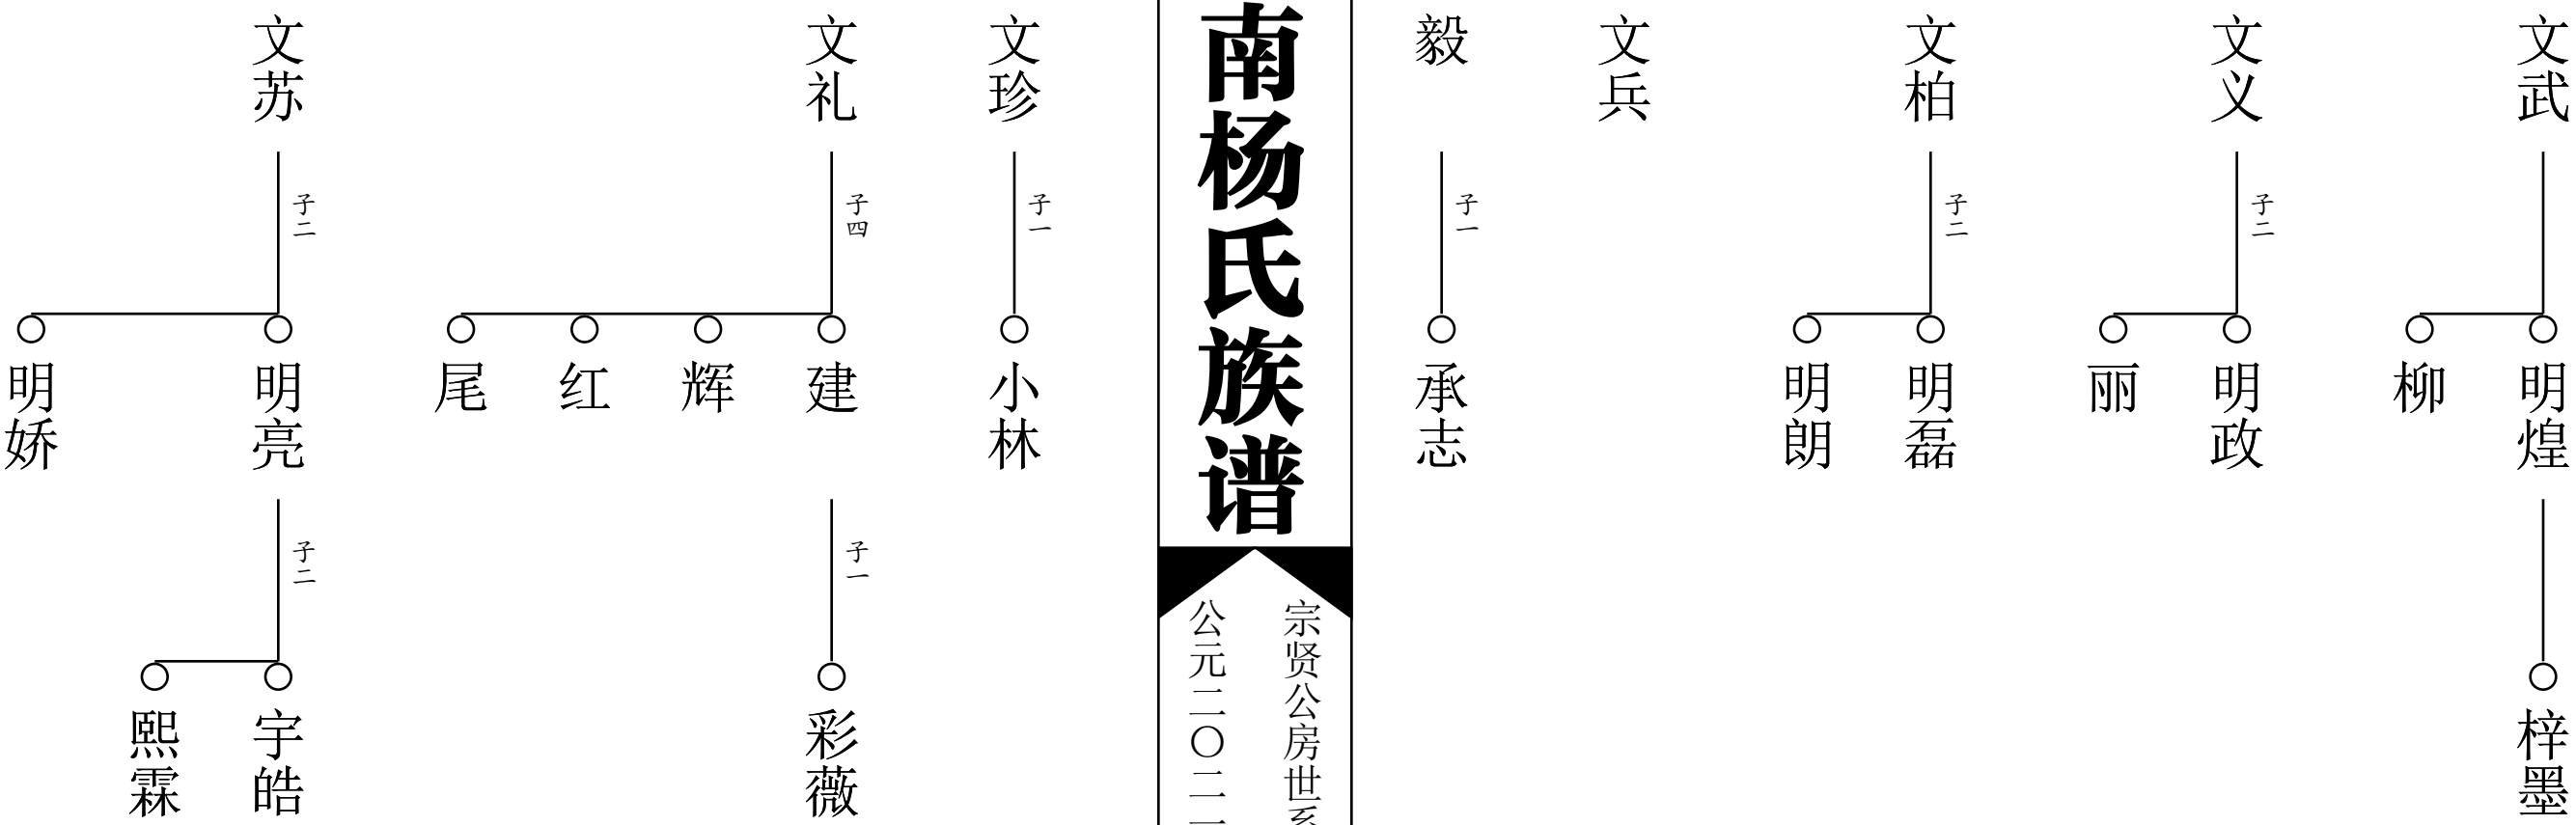 文武
明煌
柳
梓墨
文义
子二
明政
丽
文柏
子二
明磊
明朗
文兵
毅
子一
承志
南杨氏族谱
宗贤公房世系
公元二〇二
文珍
子一
小林
文礼
子四
建
辉
红
尾
子一
彩薇
文苏
子二
明亮
明娇
子二
宇皓
熙霖